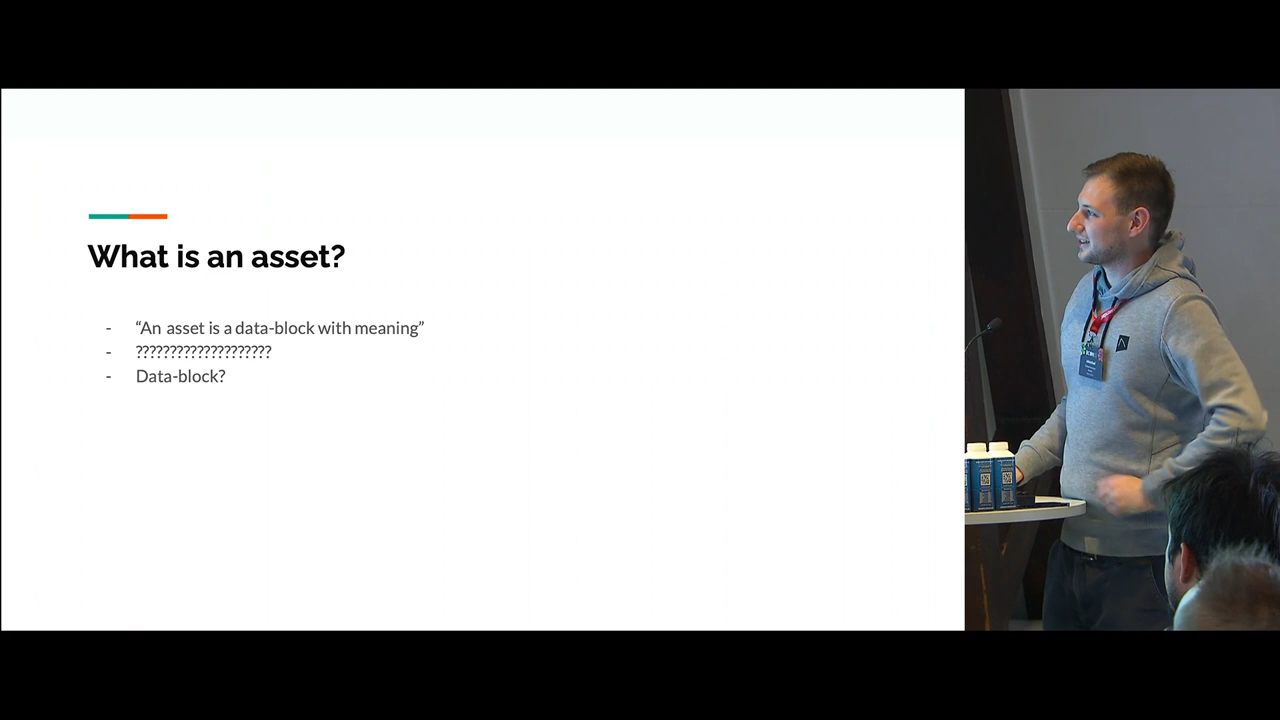 What is an asset?
- “An asset is a data-block with meaning”
- ????????????????????
- Data-block?